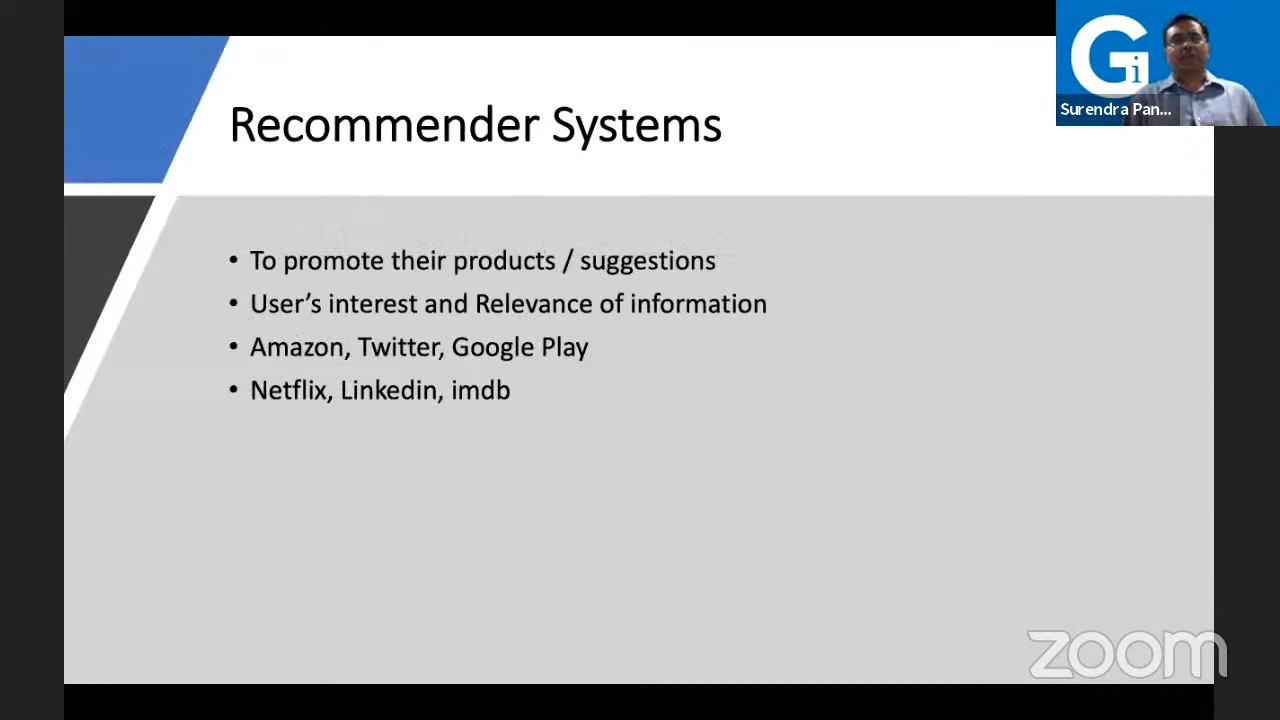 Gi
Surendra Pan...
Recommender Systems
• To promote their products / suggestions
• User’s interest and Relevance of information
• Amazon, Twitter, Google Play
• Netflix, Linkedin, imdb
zoom